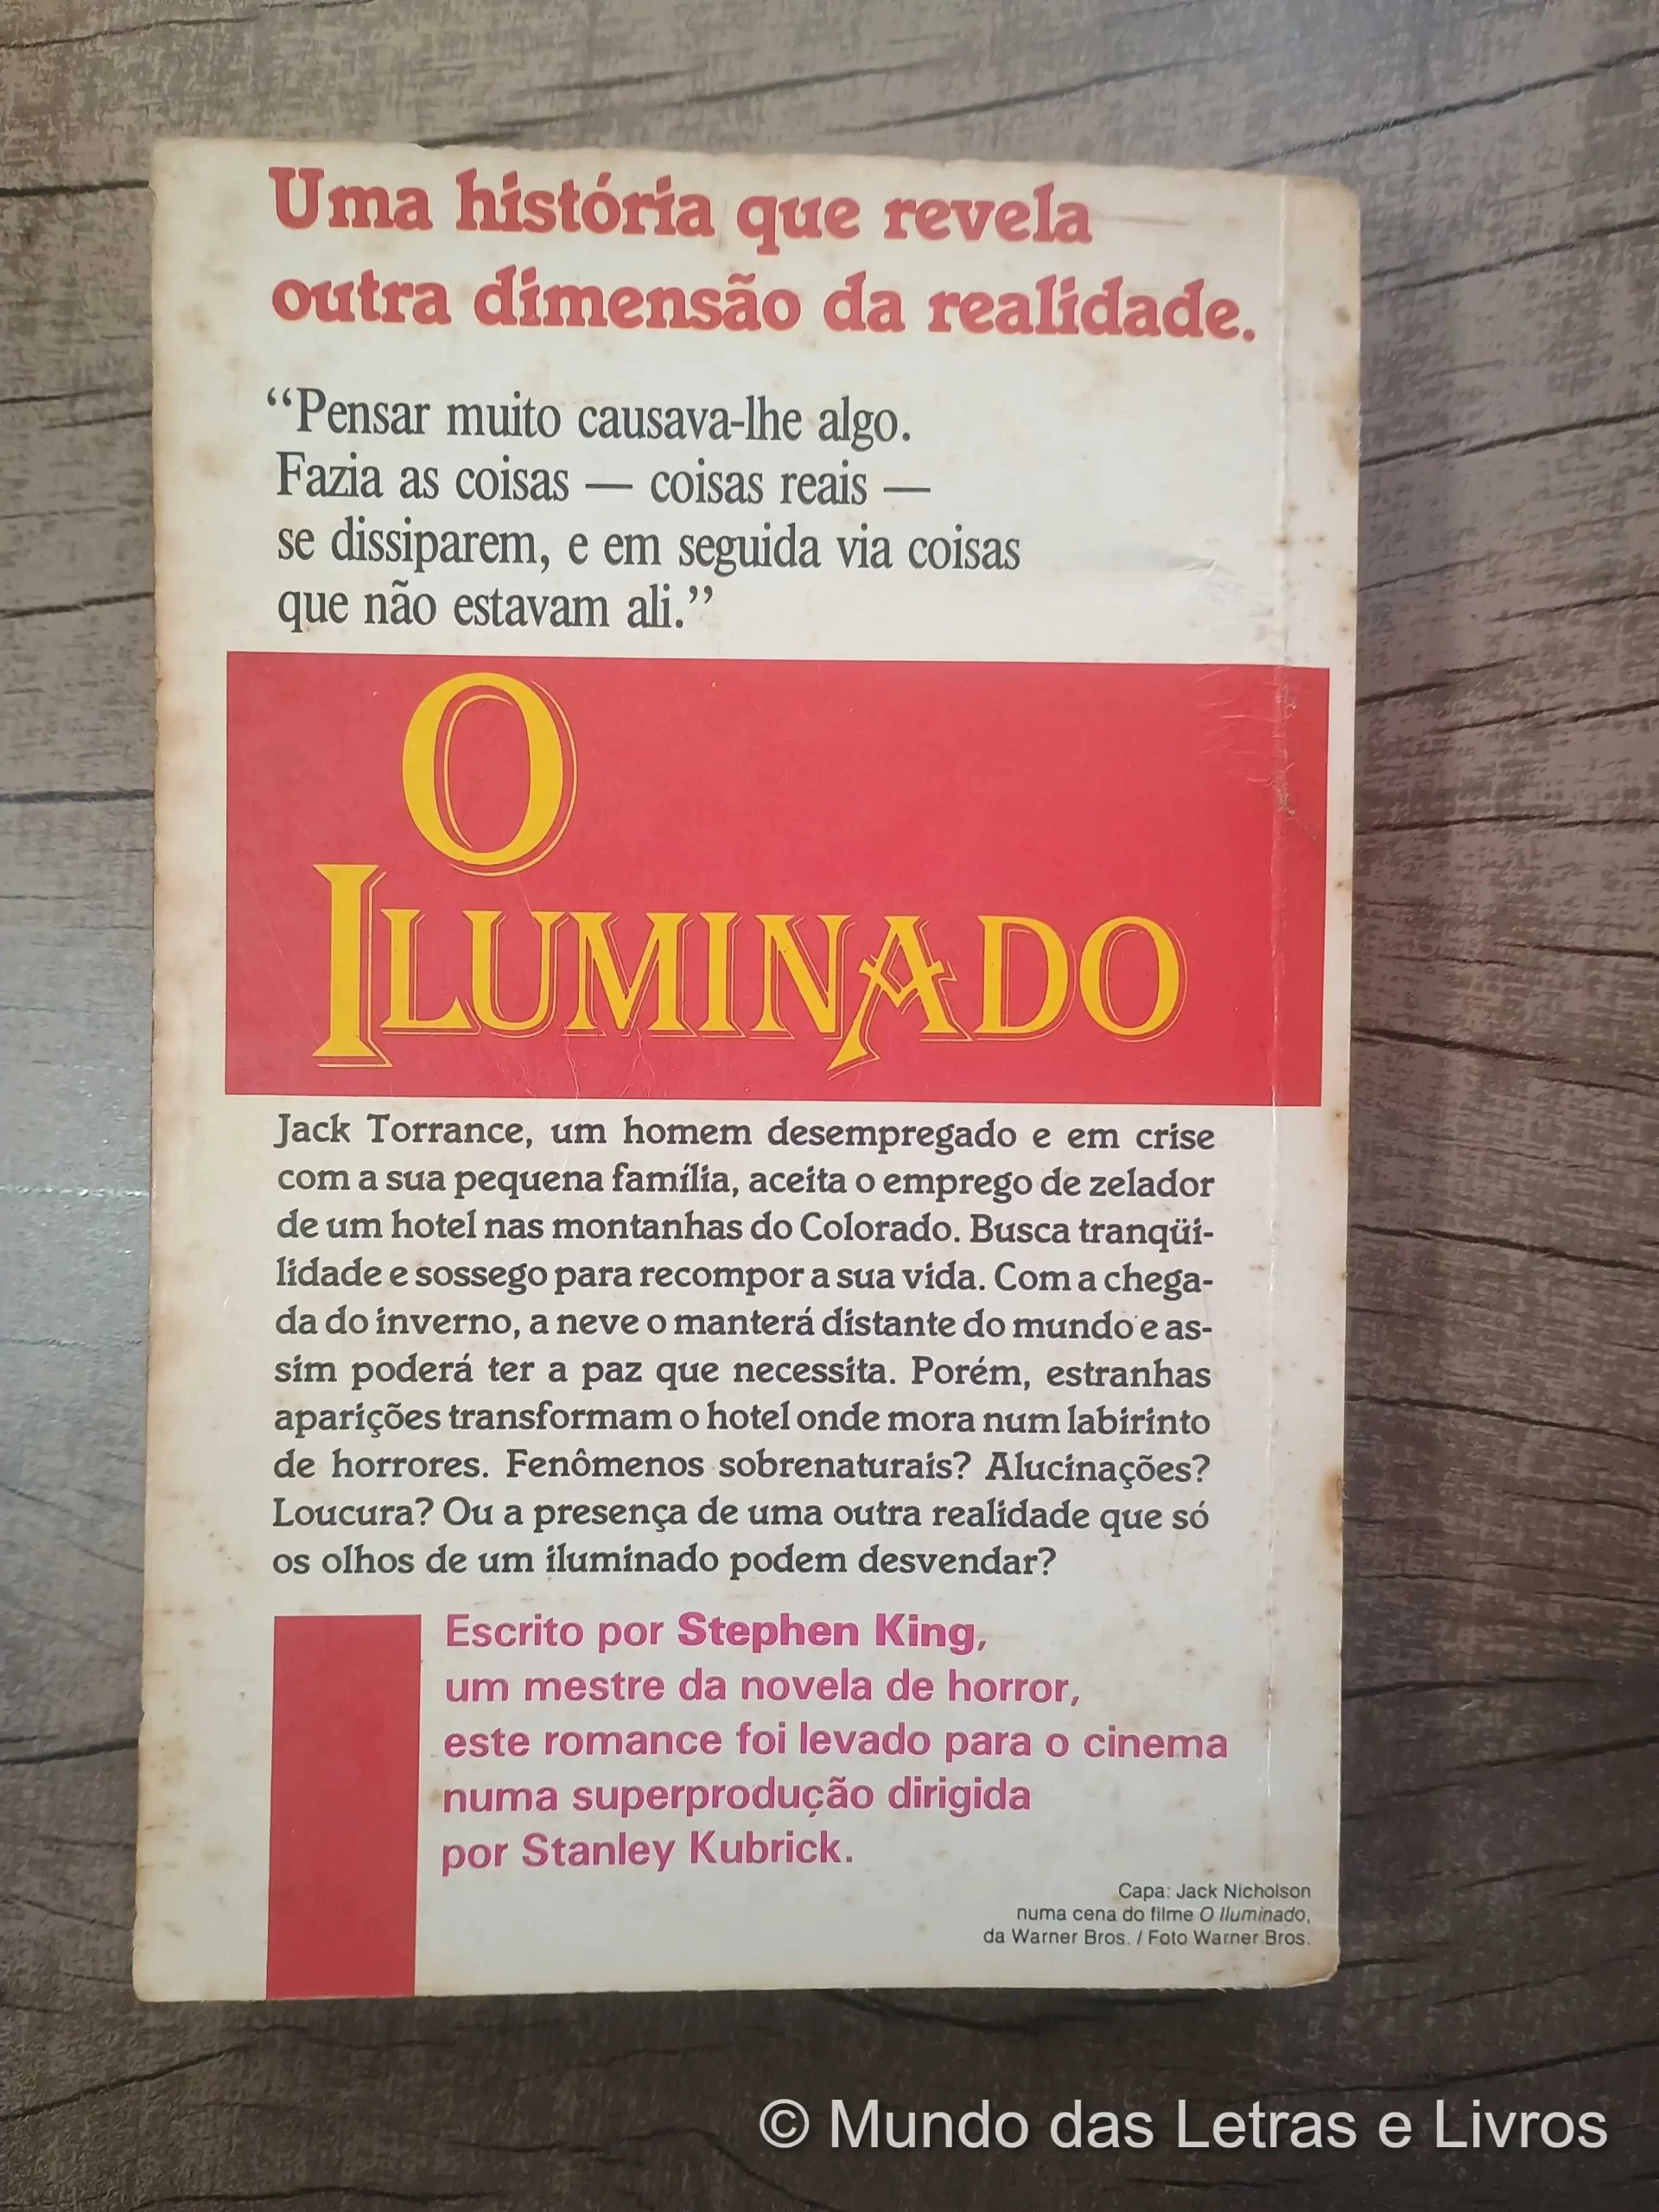 Uma história que revela
outra dimensão da realidade.
“Pensar muito causava-lhe algo.
Fazia as coisas — coisas reais —
se dissiparem, e em seguida via coisas
que não estavam ali.”
O
ILUMINADO
Jack Torrance, um homem desempregado e em crise
com a sua pequena família, aceita o emprego de zelador
de um hotel nas montanhas do Colorado. Busca tranqüi-
lidade e sossego para recompor a sua vida. Com a chega-
da do inverno, a neve o manterá distante do mundo e as-
sim poderá ter a paz que necessita. Porém, estranhas
aparições transformam o hotel onde mora num labirinto
de horrores. Fenômenos sobrenaturais? Alucinações?
Loucura? Ou a presença de uma outra realidade que só
os olhos de um iluminado podem desvendar?
Escrito por Stephen King,
um mestre da novela de horror,
este romance foi levado para o cinema
numa superprodução dirigida
por Stanley Kubrick.
Capa: Jack Nicholson
numa cena do filme O Iluminado,
da Warner Bros. / Foto Warner Bros.
© Mundo das Letras e Livros